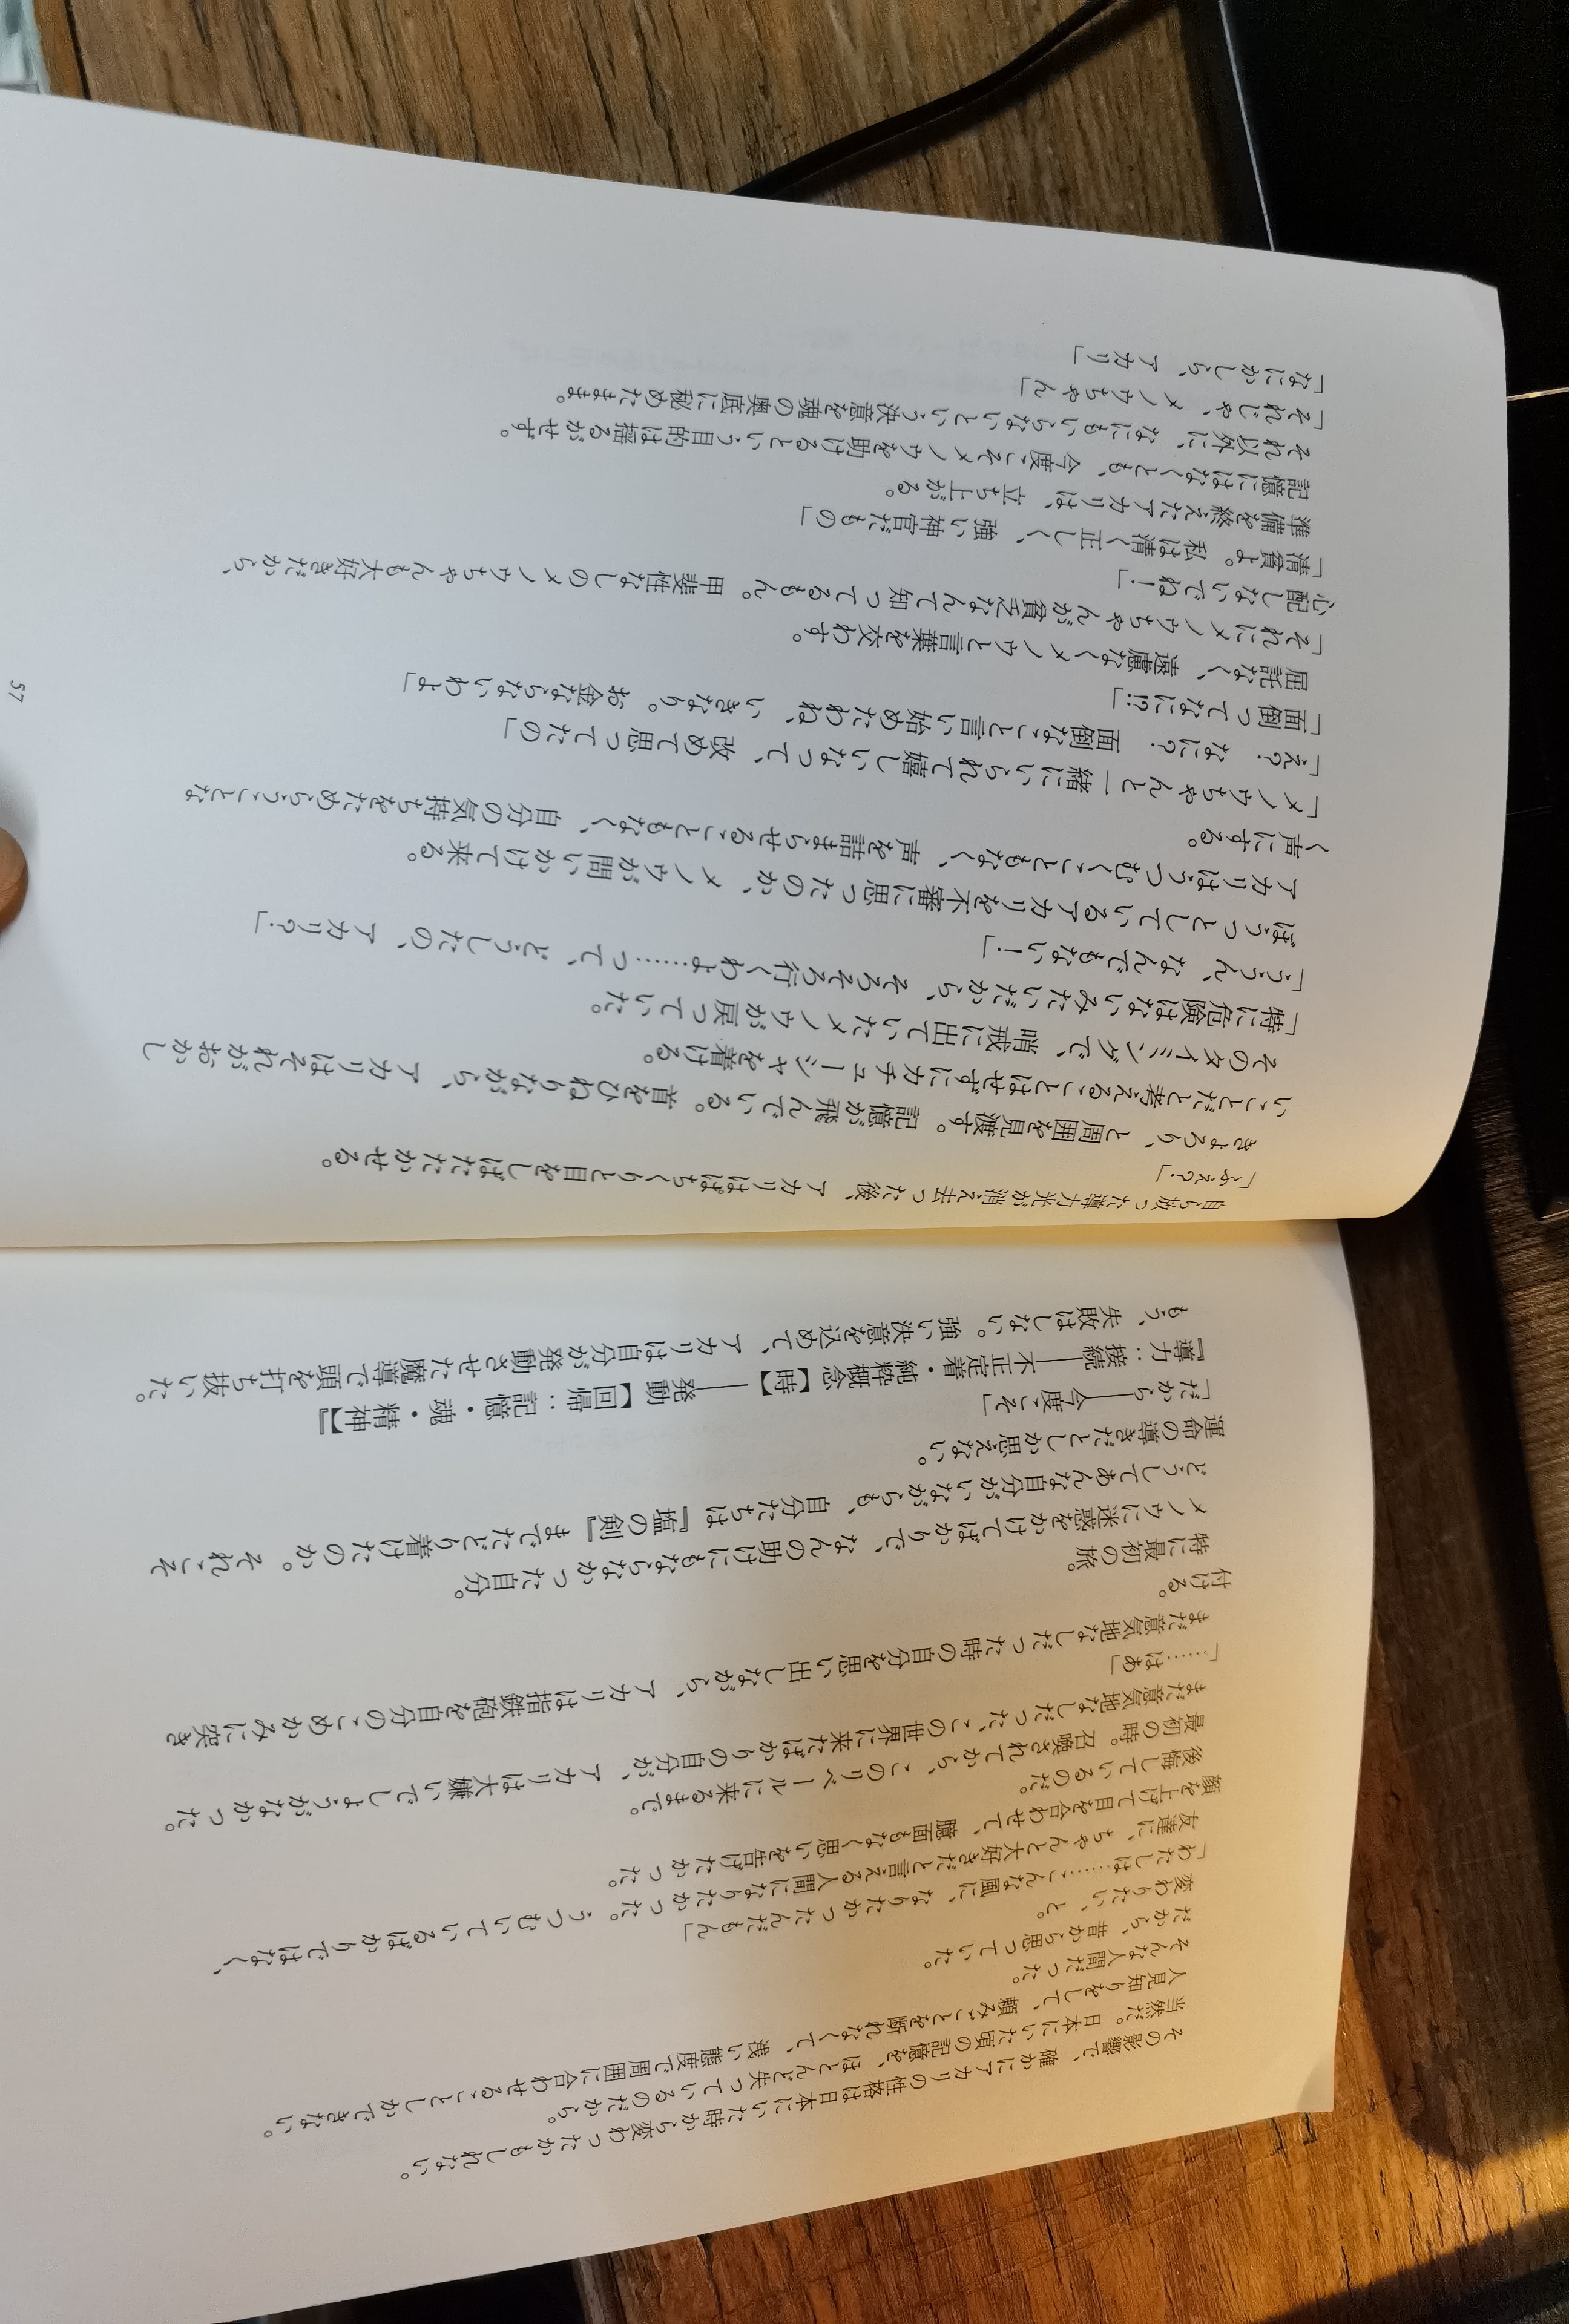 その影響で、確かにアカリの性格は日本にいた時から変わったかもしれない。
当然だ。日本にいた頃の記憶を、ほとんど失っているのだから。
人見知りをして、頼みごとを断れなくて、浅い態度で周囲に合わせることしかできない。
そんな人間だった。
だから、昔から思っていた。
変わりたい、と。
「わたしは……こんな風に、なりたかったんだもん」
友達に、ちゃんと大好きだと言える人間になりたかった。うつむいているばかりではなく、
顔を上げて目を合わせて、臆面もなく思いを告げたかった。
後悔しているのだ。
最初の時。召喚されてから、このリベールに来るまで。
まだ意気地なしだった、この世界に来たばかりの自分が、アカリは大嫌いでしょうがなかった。
「……はあ」
まだ意気地なしだった時の自分を思い出しながら、アカリは指鉄砲を自分のこめかみに突き
付ける。
特に最初の旅。
メノウに迷惑をかけてばかりで、なんの助けにもならなかった自分。
どうしてあんな自分がいながらも、自分たちは『塩の剣』までたどり着けたのか。それこそ
運命の導きだとしか思えない。
「だから――今度こそ」
『導力:接続――不正定着・純粋概念【時】――発動【回帰:記憶・魂・精神】』
もう、失敗はしない。強い決意を込めて、アカリは自分が発動させた魔導で頭を打ち抜いた。
自ら放った導力光が消え去った後、アカリはぱちくりと目をしばたたかせる。
「ふぇ?」
きょろり、と周囲を見渡す。記憶が飛んでいる。首をひねりながら、アカリはそれがおかし
いことだと考えることはせずにカチューシャを着ける。
そのタイミングで、哨戒に出ていたメノウが戻っていた。
「特に危険はないみたいだから、そろそろ行くわよ……って、どうしたの、アカリ?」
「ううん、なんでもない!」
ぼうっとしているアカリを不審に思ったのか、メノウが問いかけて来る。
アカリはうつむくこともなく、声を詰まらせることもなく、自分の気持ちをためらうことな
く声にする。
「メノウちゃんと一緒にいられて嬉しいなって、改めて思ってたの」
「え? なに? 面倒なこと言い始めたわね、いきなり。お金ならないわよ」
「面倒ってなに!?」
屈託なく、遠慮なくメノウと言葉を交わす。
「それにメノウちゃんが貧乏なんて知ってるもん。甲斐性なしのメノウちゃんも大好きだから、
心配しないでね!」
「清貧よ。私は清く正しく、強い神官だもの」
準備を終えたアカリは、立ち上がる。
記憶にはなくとも、今度こそメノウを助けるという目的は揺るがせず。
それ以外に、なにもいらないという決意を魂の奥底に秘めたまま。
「それじゃ、メノウちゃん」
「なにかしら、アカリ」
57